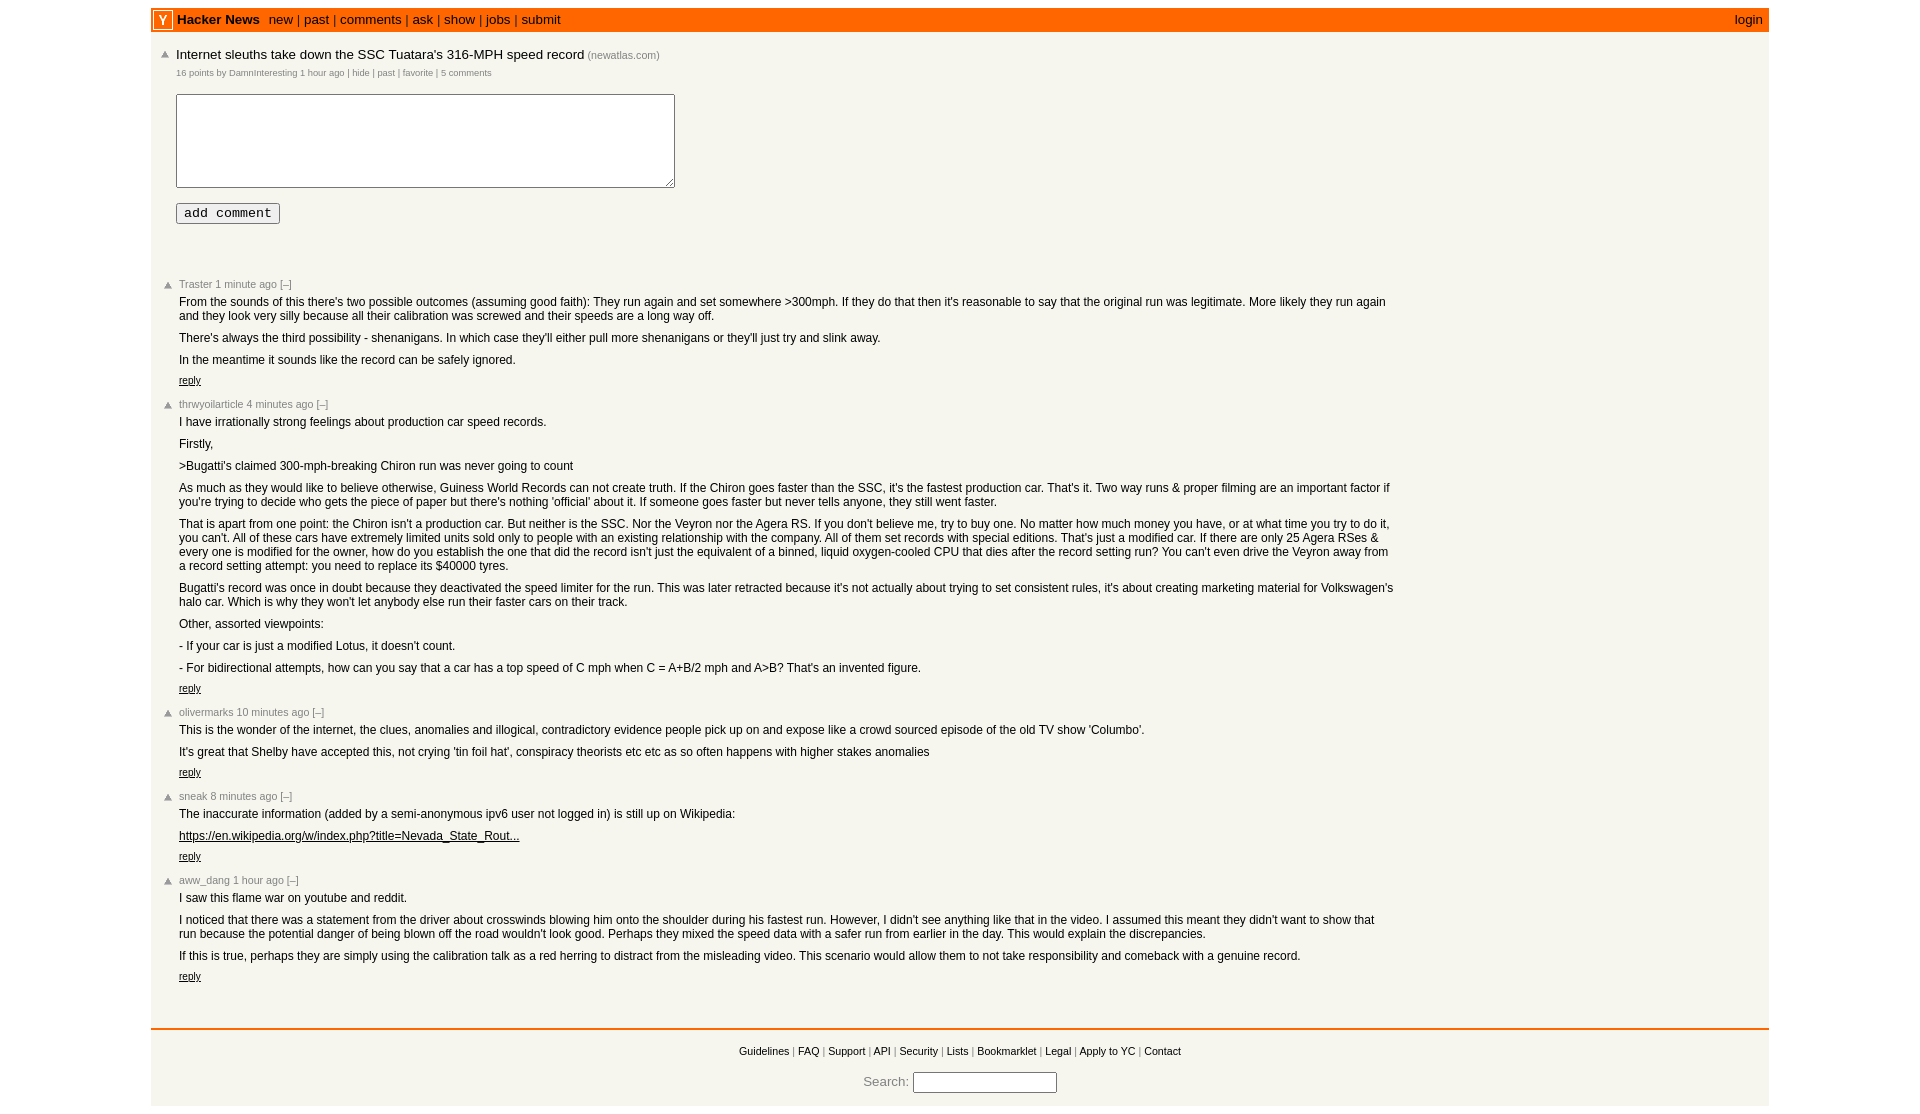 Y Hacker News new | past | comments | ask | show | jobs | submit login
Internet sleuths take down the SSC Tuatara's 316-MPH speed record (newatlas.com)
16 points by DamnInteresting 1 hour ago | hide | past | favorite | 5 comments
add comment
Traster 1 minute ago [–]
From the sounds of this there's two possible outcomes (assuming good faith): They run again and set somewhere >300mph. If they do that then it's reasonable to say that the original run was legitimate. More likely they run again
and they look very silly because all their calibration was screwed and their speeds are a long way off.
There's always the third possibility - shenanigans. In which case they'll either pull more shenanigans or they'll just try and slink away.
In the meantime it sounds like the record can be safely ignored.
reply
thrwyoilarticle 4 minutes ago [–]
I have irrationally strong feelings about production car speed records.
Firstly,
>Bugatti's claimed 300-mph-breaking Chiron run was never going to count
As much as they would like to believe otherwise, Guiness World Records can not create truth. If the Chiron goes faster than the SSC, it's the fastest production car. That's it. Two way runs & proper filming are an important factor if
you're trying to decide who gets the piece of paper but there's nothing 'official' about it. If someone goes faster but never tells anyone, they still went faster.
That is apart from one point: the Chiron isn't a production car. But neither is the SSC. Nor the Veyron nor the Agera RS. If you don't believe me, try to buy one. No matter how much money you have, or at what time you try to do it,
you can't. All of these cars have extremely limited units sold only to people with an existing relationship with the company. All of them set records with special editions. That's just a modified car. If there are only 25 Agera RSes &
every one is modified for the owner, how do you establish the one that did the record isn't just the equivalent of a binned, liquid oxygen-cooled CPU that dies after the record setting run? You can't even drive the Veyron away from
a record setting attempt: you need to replace its $40000 tyres.
Bugatti's record was once in doubt because they deactivated the speed limiter for the run. This was later retracted because it's not actually about trying to set consistent rules, it's about creating marketing material for Volkswagen's
halo car. Which is why they won't let anybody else run their faster cars on their track.
Other, assorted viewpoints:
- If your car is just a modified Lotus, it doesn't count.
- For bidirectional attempts, how can you say that a car has a top speed of C mph when C = A+B/2 mph and A>B? That's an invented figure.
reply
olivermarks 10 minutes ago [–]
This is the wonder of the internet, the clues, anomalies and illogical, contradictory evidence people pick up on and expose like a crowd sourced episode of the old TV show 'Columbo'.
It's great that Shelby have accepted this, not crying 'tin foil hat', conspiracy theorists etc etc as so often happens with higher stakes anomalies
reply
sneak 8 minutes ago [–]
The inaccurate information (added by a semi-anonymous ipv6 user not logged in) is still up on Wikipedia:
https://en.wikipedia.org/w/index.php?title=Nevada_State_Rout...
reply
aww_dang 1 hour ago [–]
I saw this flame war on youtube and reddit.
I noticed that there was a statement from the driver about crosswinds blowing him onto the shoulder during his fastest run. However, I didn't see anything like that in the video. I assumed this meant they didn't want to show that
run because the potential danger of being blown off the road wouldn't look good. Perhaps they mixed the speed data with a safer run from earlier in the day. This would explain the discrepancies.
If this is true, perhaps they are simply using the calibration talk as a red herring to distract from the misleading video. This scenario would allow them to not take responsibility and comeback with a genuine record.
reply
Guidelines | FAQ | Support | API | Security | Lists | Bookmarklet | Legal | Apply to YC | Contact
Search: